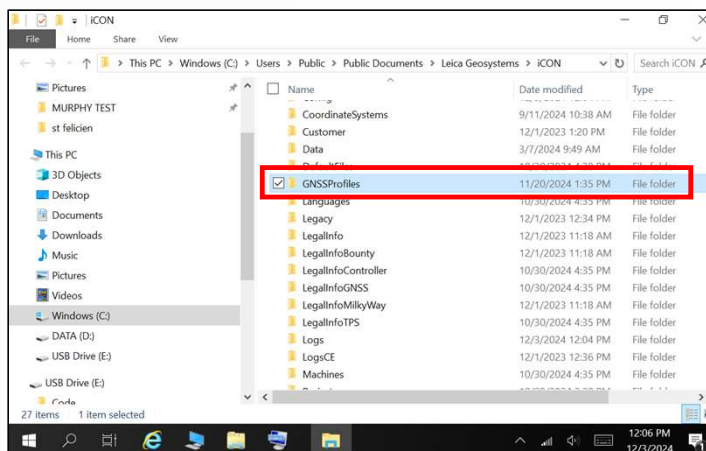 iCON
File Home Share View
This PC > Windows (C:) > Users > Public > Public Documents > Leica Geosystems > iCON
Search iCON
Pictures
MURPHY TEST
st felicien
This PC
3D Objects
Desktop
Documents
Downloads
Music
Pictures
Videos
Windows (C:)
DATA (D:)
USB Drive (E:)
USB Drive (E:)
Code
Name Date modified Type
CoordinateSystems 9/11/2024 10:38 AM File folder
Customer 12/1/2023 1:20 PM File folder
Data 3/7/2024 9:49 AM File folder
GNSSProfiles 11/20/2024 1:35 PM File folder
Languages 10/30/2024 4:35 PM File folder
Legacy 12/1/2023 12:34 PM File folder
LegalInfo 12/1/2023 11:18 AM File folder
LegalInfoBounty 12/1/2023 11:18 AM File folder
LegalInfoController 10/30/2024 4:35 PM File folder
LegalInfoGNSS 10/30/2024 4:35 PM File folder
LegalInfoMilkyWay 12/1/2023 11:18 AM File folder
LegalInfoTPS 10/30/2024 4:35 PM File folder
Logs 12/3/2024 12:04 PM File folder
LogsCE 12/1/2023 12:36 PM File folder
Machines 10/30/2024 4:35 PM File folder
27 items 1 item selected
12:06 PM
12/3/2024